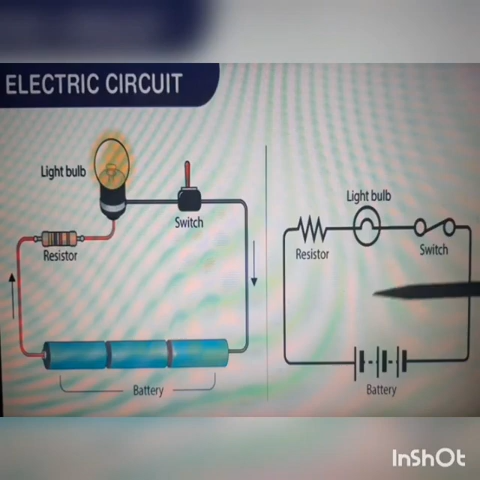 ELECTRIC CIRCUIT
Light bulb
Switch
Resistor
Battery
Light bulb
Resistor
Switch
Battery
InShOt